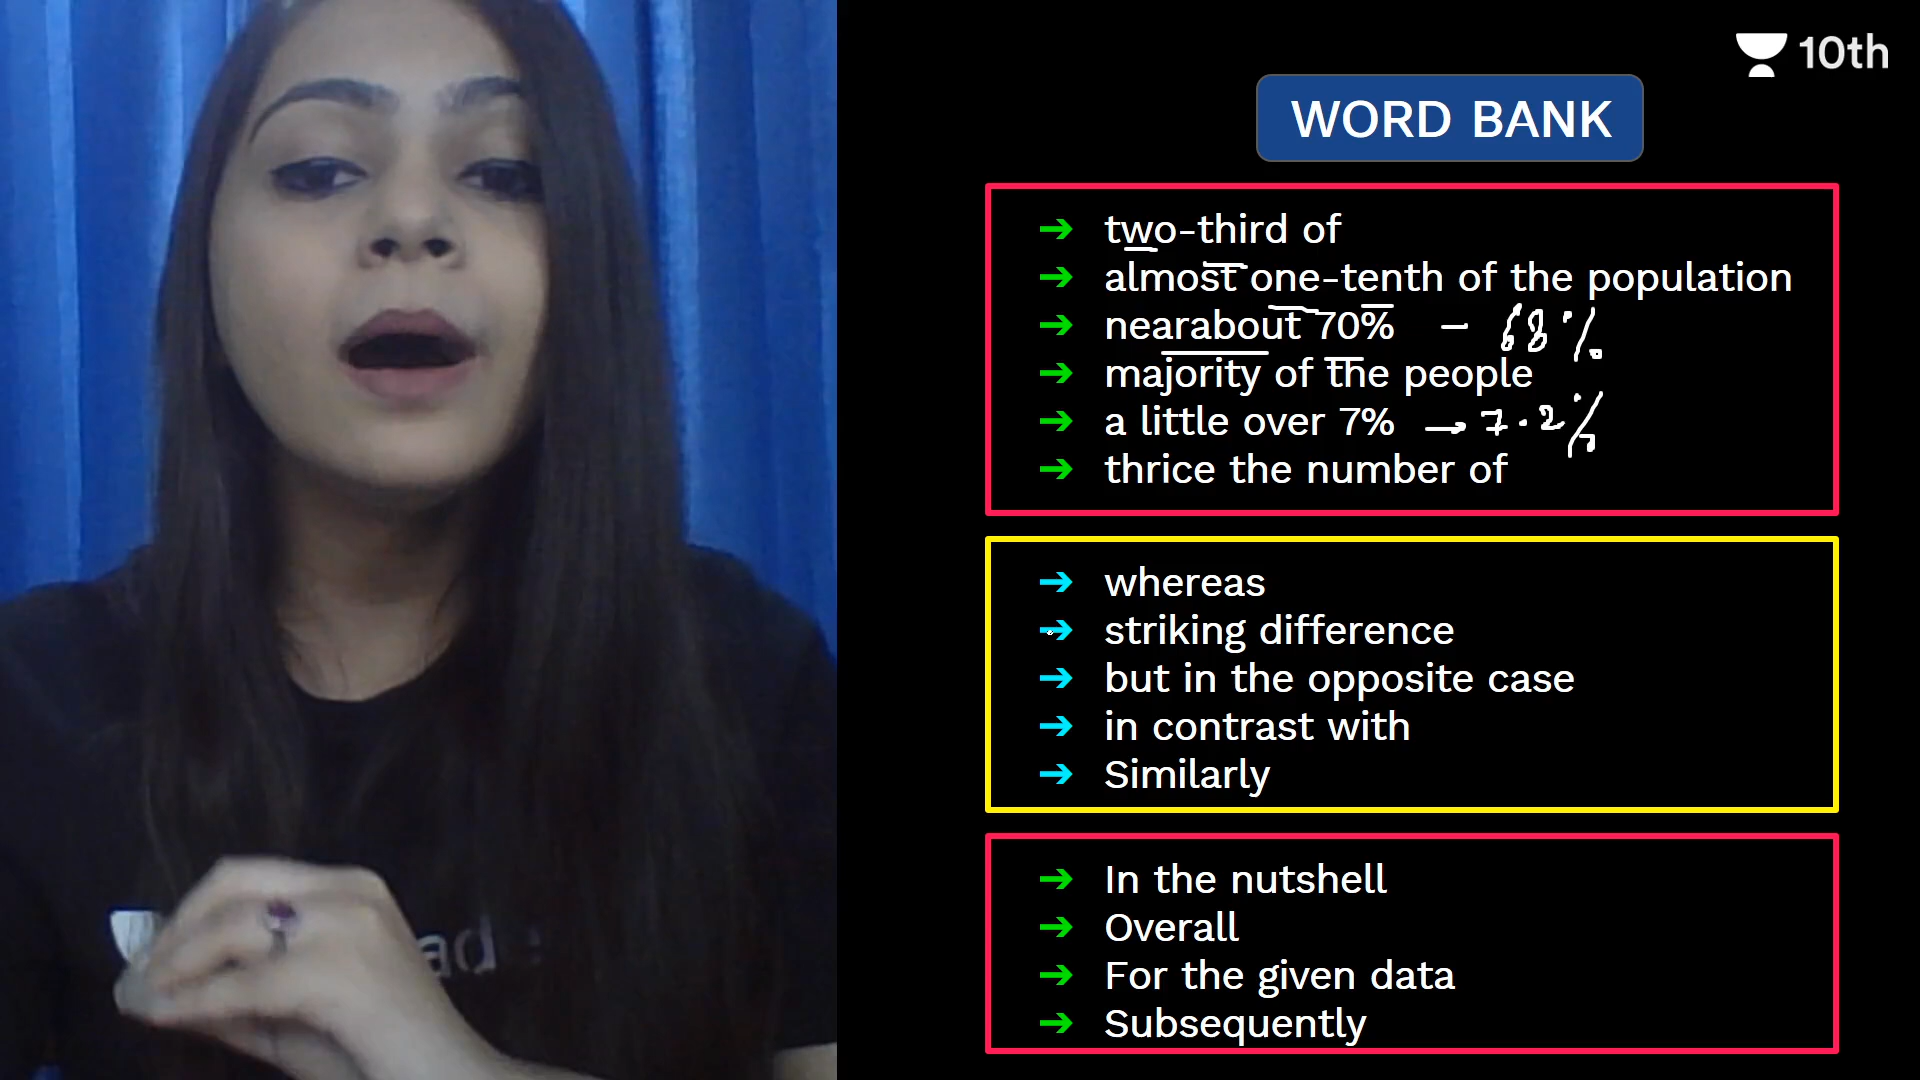 10th
WORD BANK
➔ two-third of
➔ almost one-tenth of the population
➔ nearabout 70% - 68%
➔ majority of the people
➔ a little over 7% → 7.2%
➔ thrice the number of
➔ whereas
➔ striking difference
➔ but in the opposite case
➔ in contrast with
➔ Similarly
➔ In the nutshell
➔ Overall
➔ For the given data
➔ Subsequently
ad